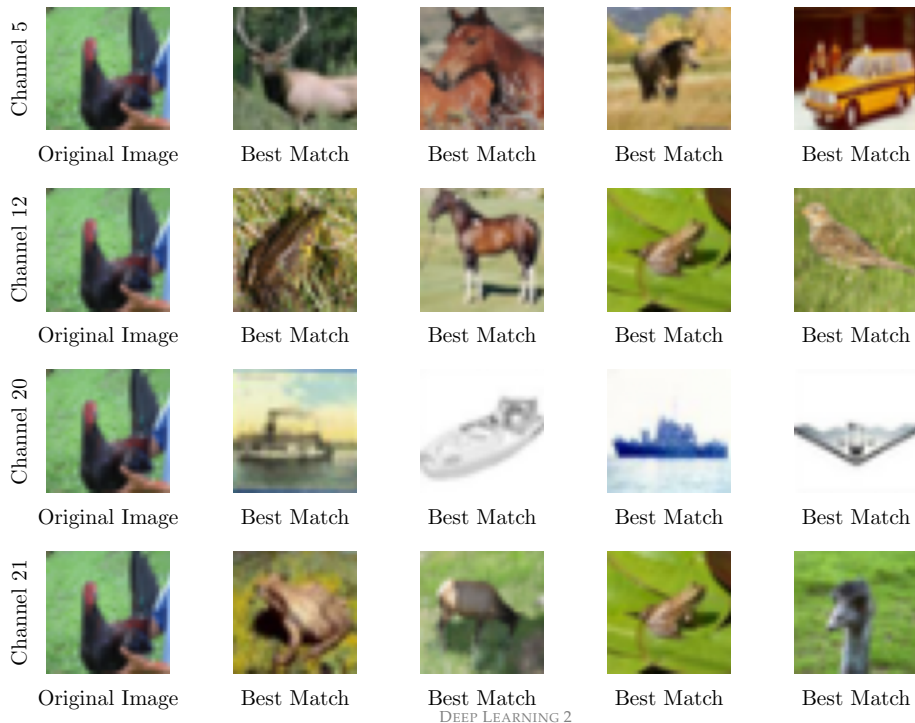 Channel 5
Original Image Best Match Best Match Best Match Best Match
Channel 12
Original Image Best Match Best Match Best Match Best Match
Channel 20
Original Image Best Match Best Match Best Match Best Match
Channel 21
Original Image Best Match Best Match Best Match Best Match
DEEP LEARNING 2